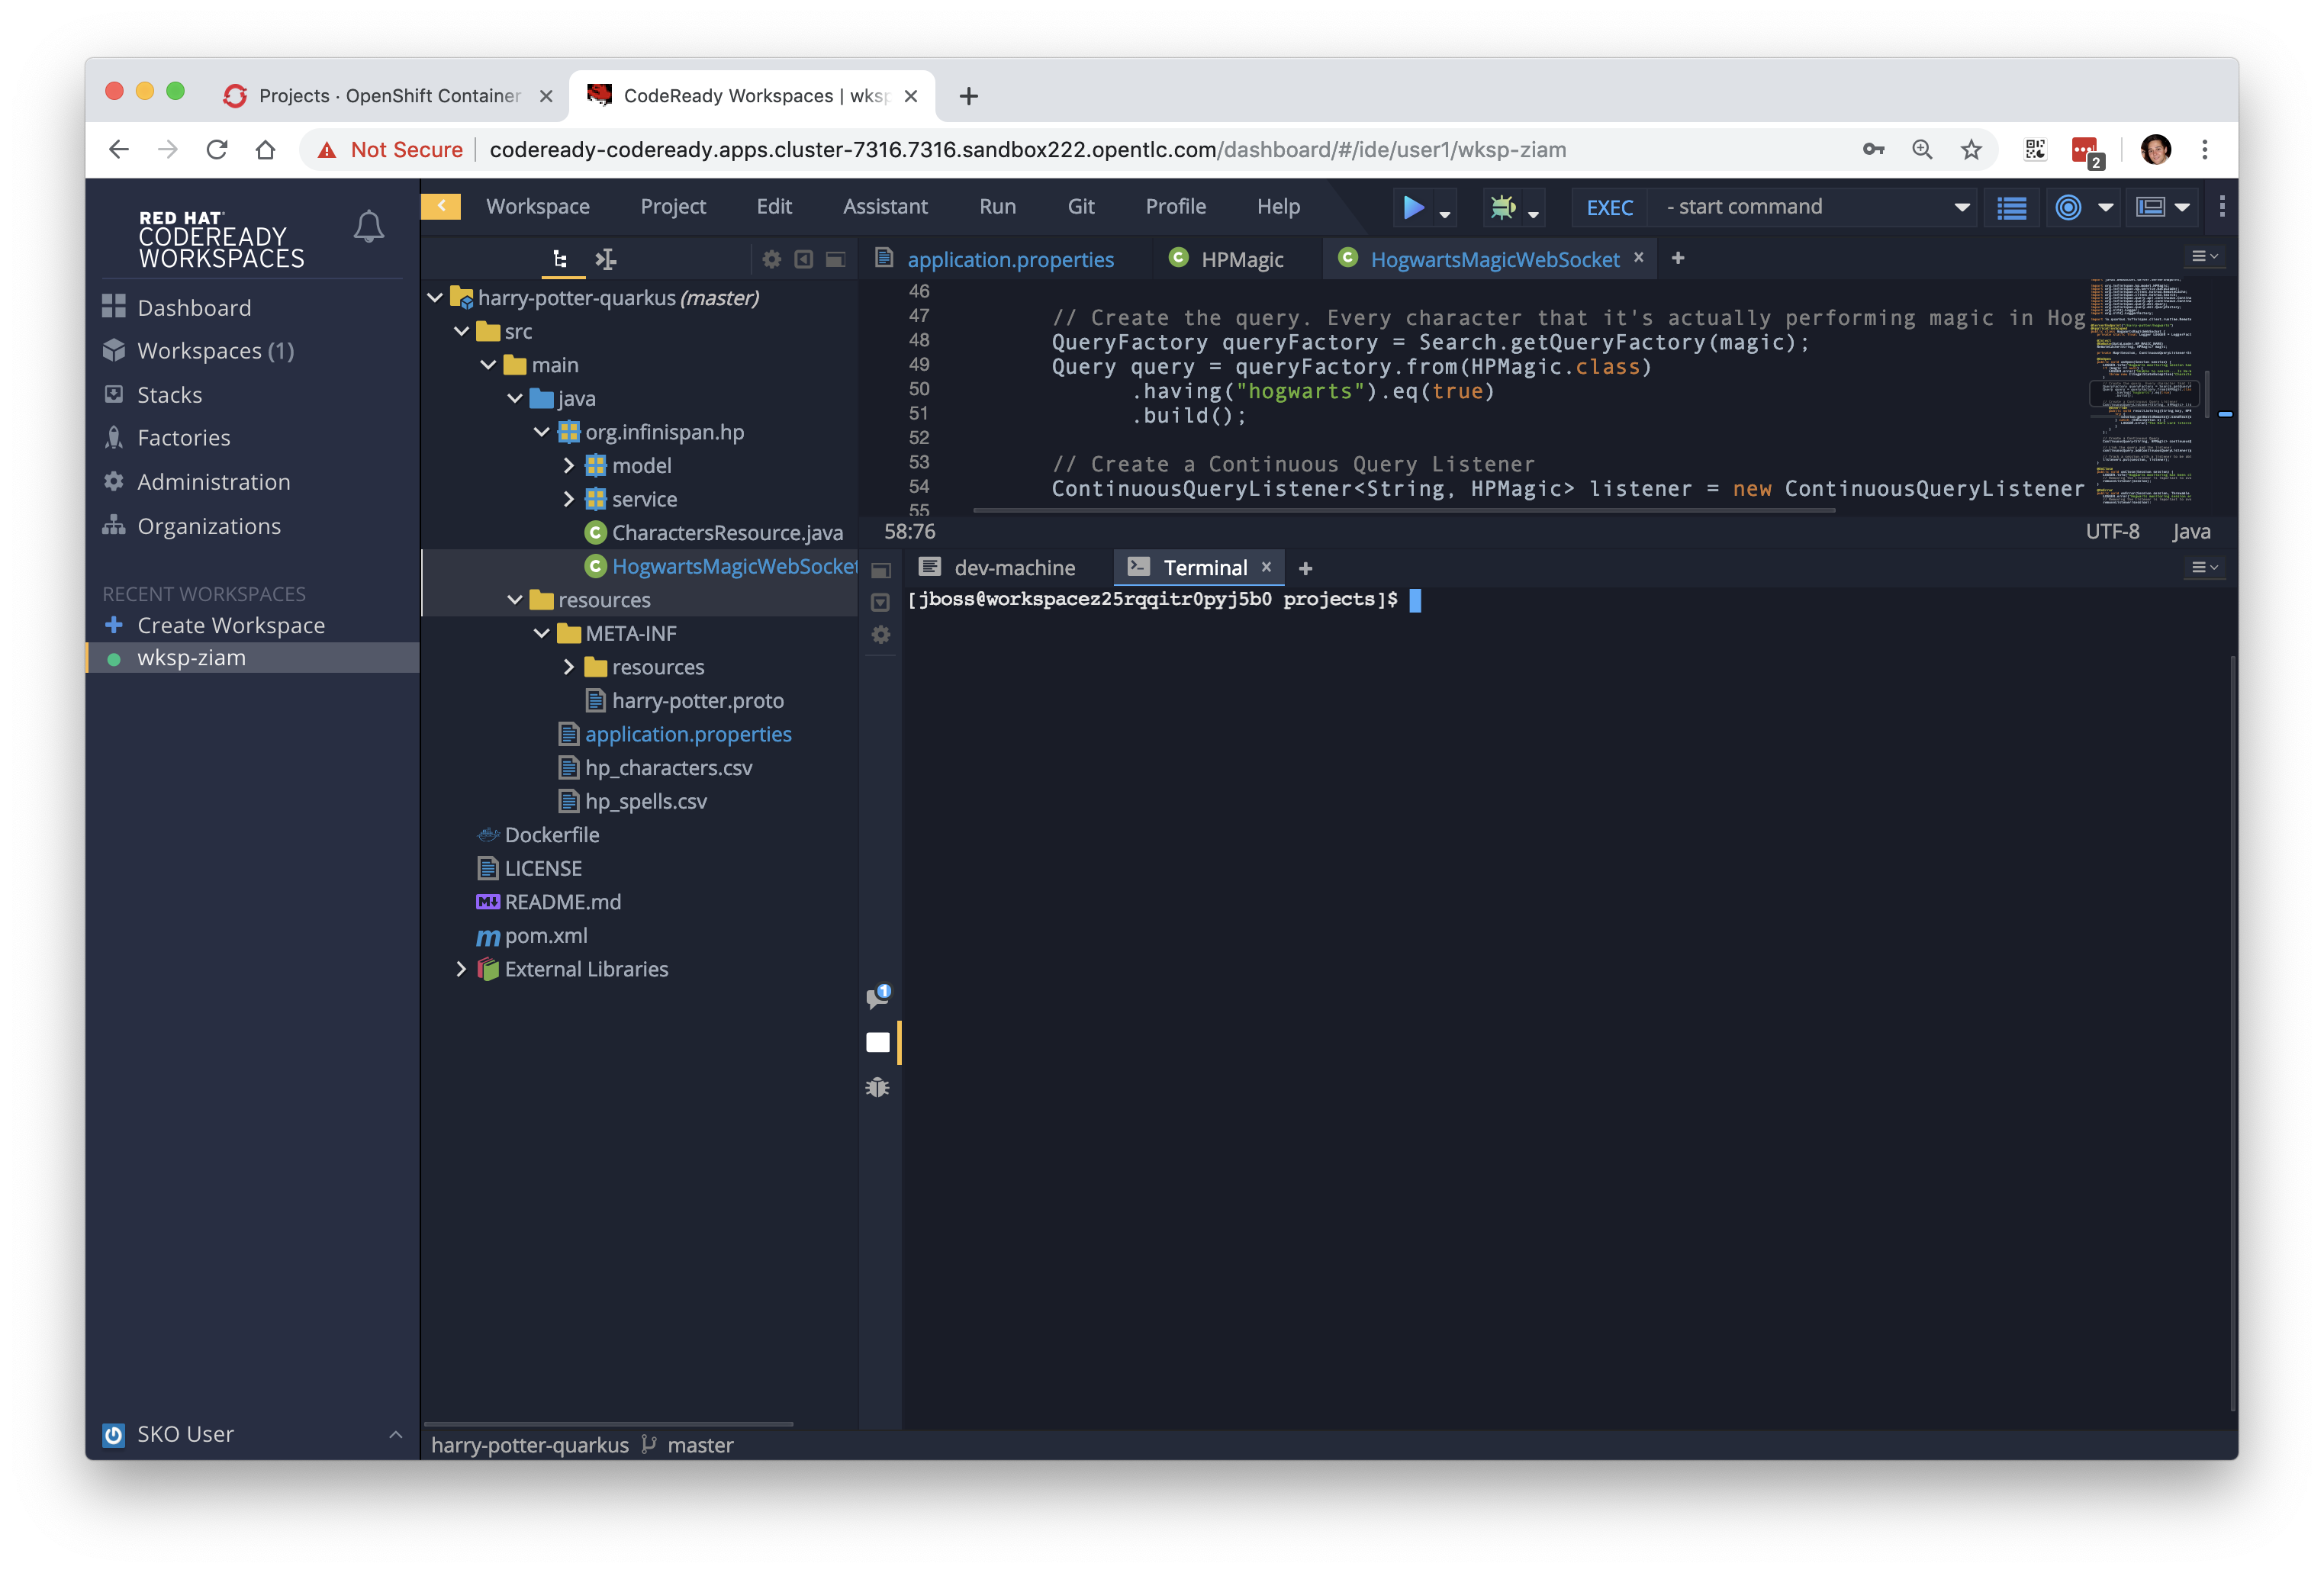 Projects · OpenShift Container
CodeReady Workspaces | wksp
Not Secure
codeready-codeready.apps.cluster-7316.7316.sandbox222.opentlc.com/dashboard/#/ide/user1/wksp-ziam
2
RED HAT
CODEREADY
WORKSPACES
Dashboard
Workspaces (1)
Stacks
Factories
Administration
Organizations
RECENT WORKSPACES
Create Workspace
wksp-ziam
SKO User
Workspace Project Edit Assistant Run Git Profile Help
EXEC - start command
harry-potter-quarkus (master)
src
main
java
org.infinispan.hp
model
service
CharactersResource.java
HogwartsMagicWebSocket
resources
META-INF
resources
harry-potter.proto
application.properties
hp_characters.csv
hp_spells.csv
Dockerfile
LICENSE
README.md
pom.xml
External Libraries
application.properties HPMagic HogwartsMagicWebSocket
46
47 // Create the query. Every character that it's actually performing magic in Hog
48 QueryFactory queryFactory = Search.getQueryFactory(magic);
49 Query query = queryFactory.from(HPMagic.class)
50 .having("hogwarts").eq(true)
51 .build();
52
53 // Create a Continuous Query Listener
54 ContinuousQueryListener<String, HPMagic> listener = new ContinuousQueryListener
55
58:76 UTF-8 Java
dev-machine Terminal
[jboss@workspacez25rqqitr0pyj5b0 projects]$
1
harry-potter-quarkus master